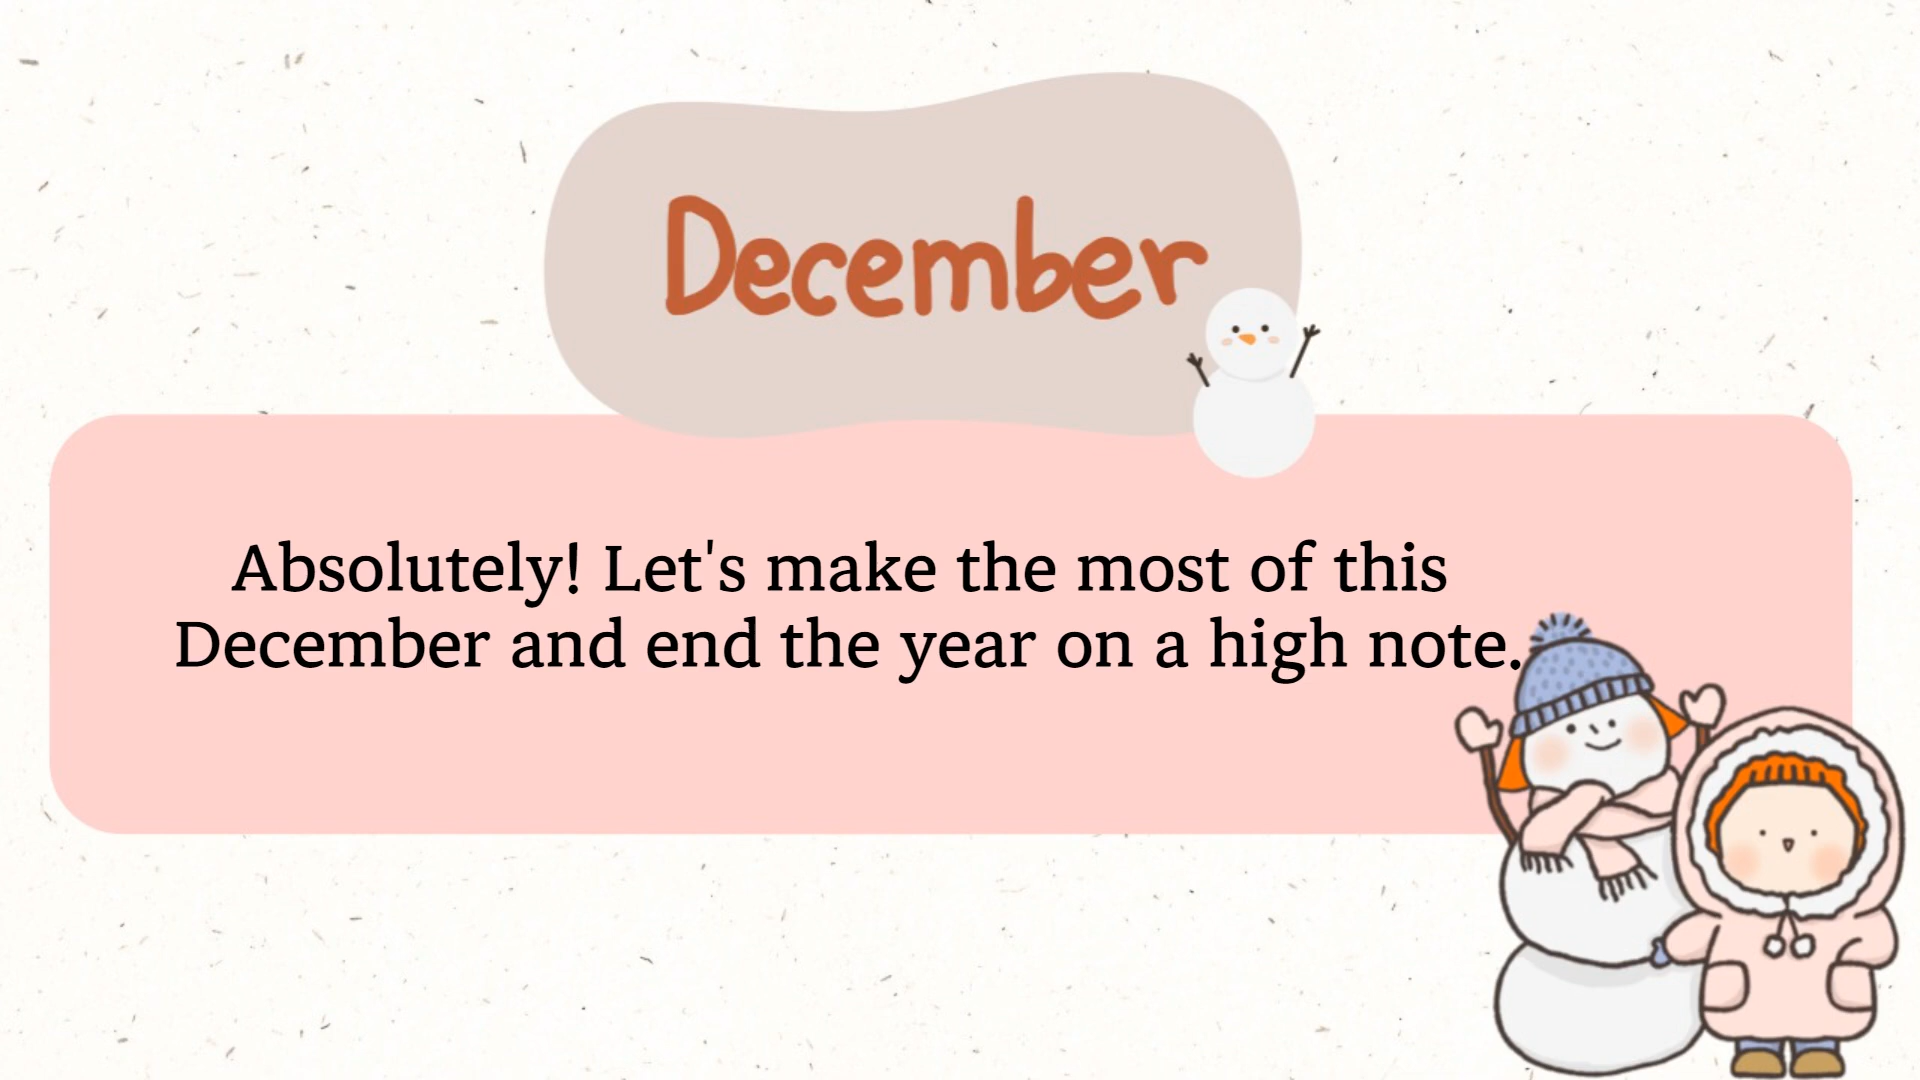 December
Absolutely! Let's make the most of this
December and end the year on a high note.